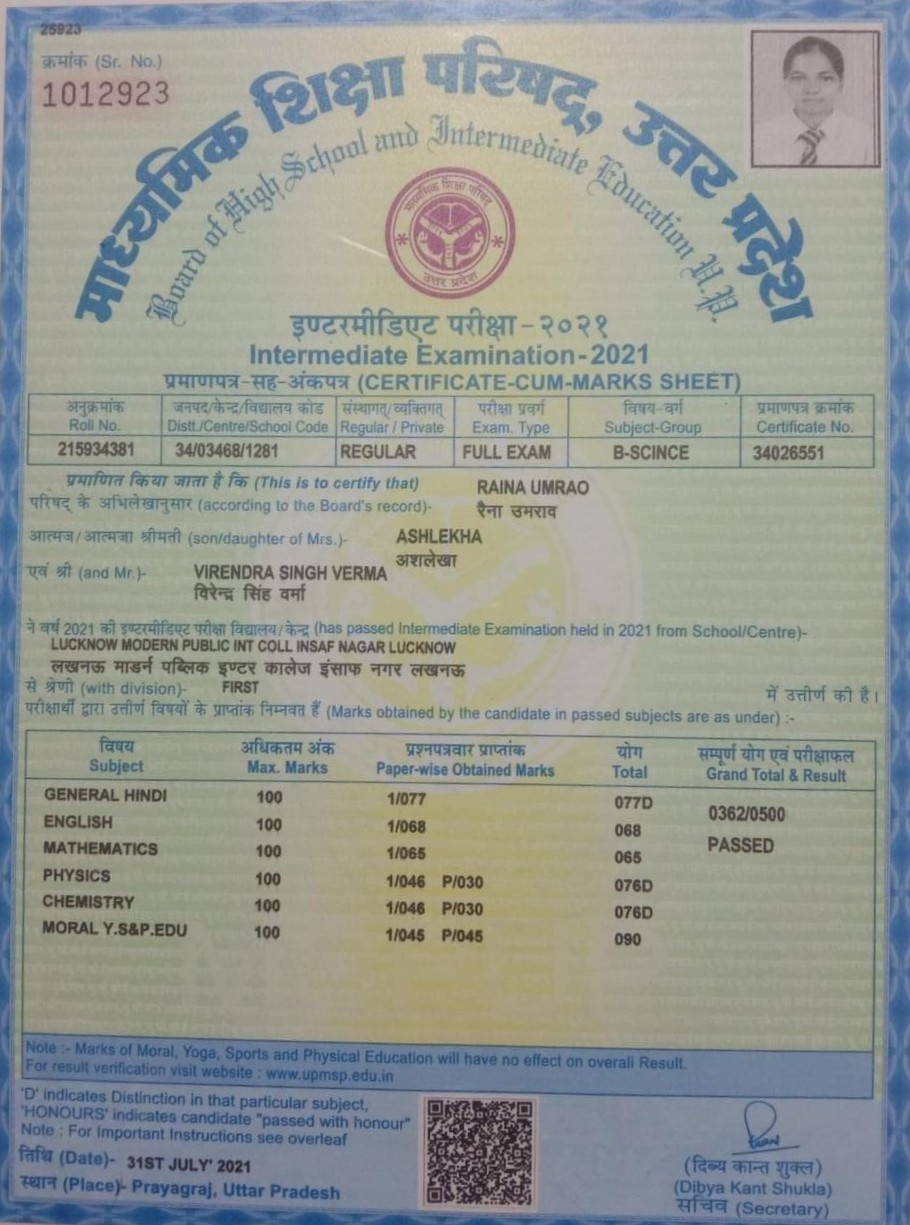 25923
क्रमांक (Sr. No.)
1012923
माध्यमिक शिक्षा परिषद्, उत्तर प्रदेश
Board of High School and Intermediate Education U.P.
माध्यमिक शिक्षा परिषद्
उत्तर प्रदेश
इण्टरमीडिएट परीक्षा - २०२१
Intermediate Examination - 2021
प्रमाणपत्र-सह-अंकपत्र (CERTIFICATE-CUM-MARKS SHEET)
अनुक्रमांक जनपद/केन्द्र/विद्यालय कोड संस्थागत/व्यक्तिगत परीक्षा प्रवर्ग विषय-वर्ग प्रमाणपत्र क्रमांक
Roll No. Distt./Centre/School Code Regular / Private Exam. Type Subject-Group Certificate No.
215934381 34/03468/1281 REGULAR FULL EXAM B-SCINCE 34026551
प्रमाणित किया जाता है कि (This is to certify that) RAINA UMRAO
परिषद् के अभिलेखानुसार (according to the Board's record)- रैना उमराव
आत्मज/आत्मजा श्रीमती (son/daughter of Mrs.)- ASHLEKHA
अशलेखा
एवं श्री (and Mr.)- VIRENDRA SINGH VERMA
विरेन्द्र सिंह वर्मा
ने वर्ष 2021 की इण्टरमीडिएट परीक्षा विद्यालय/केन्द्र (has passed Intermediate Examination held in 2021 from School/Centre)-
LUCKNOW MODERN PUBLIC INT COLL INSAF NAGAR LUCKNOW
लखनऊ माडर्न पब्लिक इण्टर कालेज इंसाफ नगर लखनऊ
से श्रेणी (with division)- FIRST में उत्तीर्ण की है।
परीक्षार्थी द्वारा उत्तीर्ण विषयों के प्राप्तांक निम्नवत हैं (Marks obtained by the candidate in passed subjects are as under) :-
विषय अधिकतम अंक प्रश्नपत्रवार प्राप्तांक योग सम्पूर्ण योग एवं परीक्षाफल
Subject Max. Marks Paper-wise Obtained Marks Total Grand Total & Result
GENERAL HINDI 100 1/077 077D 0362/0500
ENGLISH 100 1/068 068 PASSED
MATHEMATICS 100 1/065 065
PHYSICS 100 1/046 P/030 076D
CHEMISTRY 100 1/046 P/030 076D
MORAL Y.S&P.EDU 100 1/045 P/045 090
Note :- Marks of Moral, Yoga, Sports and Physical Education will have no effect on overall Result.
For result verification visit website : www.upmsp.edu.in
'D' indicates Distinction in that particular subject,
'HONOURS' indicates candidate "passed with honour"
Note : For Important Instructions see overleaf
तिथि (Date)- 31ST JULY' 2021
स्थान (Place)- Prayagraj, Uttar Pradesh
(दिब्य कान्त शुक्ल)
(Dibya Kant Shukla)
सचिव (Secretary)